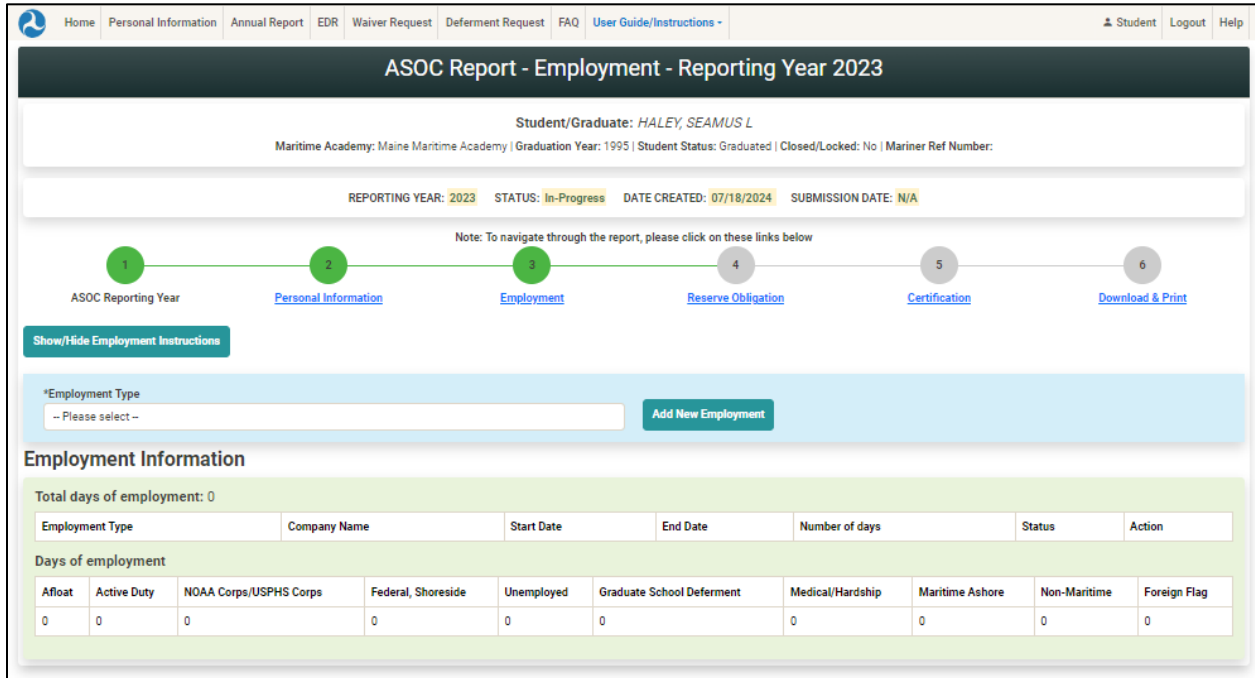 Home Personal Information Annual Report EDR Waiver Request Deferment Request FAQ User Guide/Instructions - Student Logout Help
ASOC Report - Employment - Reporting Year 2023
Student/Graduate: HALEY, SEAMUS L
Maritime Academy: Maine Maritime Academy | Graduation Year: 1995 | Student Status: Graduated | Closed/Locked: No | Mariner Ref Number:
REPORTING YEAR: 2023 STATUS: In-Progress DATE CREATED: 07/18/2024 SUBMISSION DATE: N/A
Note: To navigate through the report, please click on these links below
1 2 3 4 5 6
ASOC Reporting Year Personal Information Employment Reserve Obligation Certification Download & Print
Show/Hide Employment Instructions
*Employment Type
-- Please select --
Add New Employment
Employment Information
Total days of employment: 0
Employment Type Company Name Start Date End Date Number of days Status Action
Days of employment
Afloat Active Duty NOAA Corps/USPHS Corps Federal, Shoreside Unemployed Graduate School Deferment Medical/Hardship Maritime Ashore Non-Maritime Foreign Flag
0 0 0 0 0 0 0 0 0 0